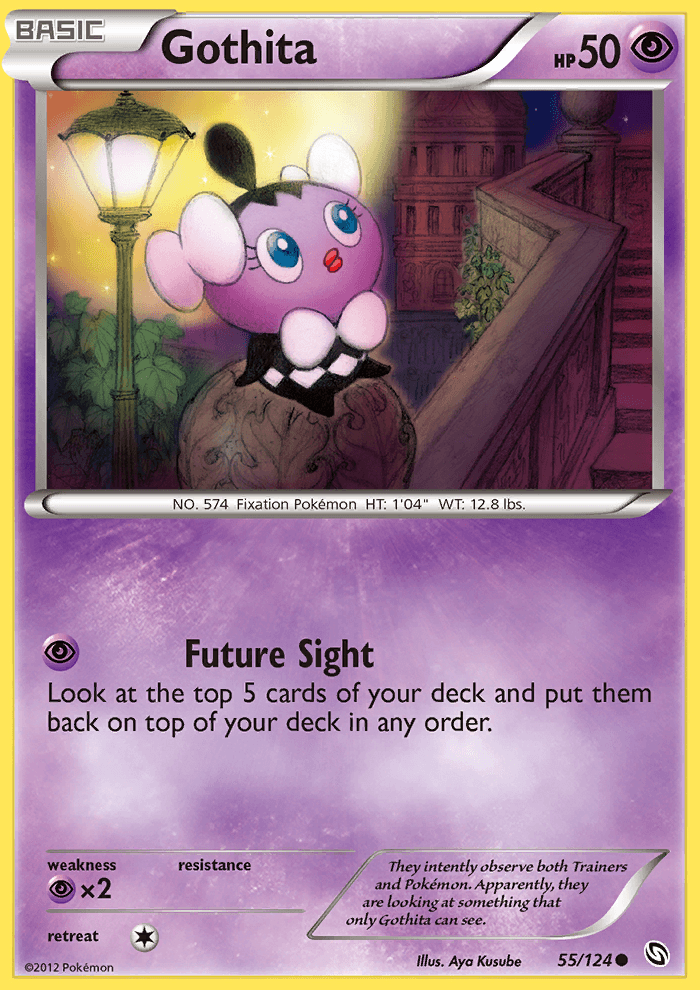 BASIC
Gothita
HP50
NO. 574 Fixation Pokémon HT: 1'04" WT: 12.8 lbs.
Future Sight
Look at the top 5 cards of your deck and put them
back on top of your deck in any order.
weakness
resistance
×2
retreat
They intently observe both Trainers
and Pokémon. Apparently, they
are looking at something that
only Gothita can see.
©2012 Pokémon
Illus. Aya Kusube
55/124